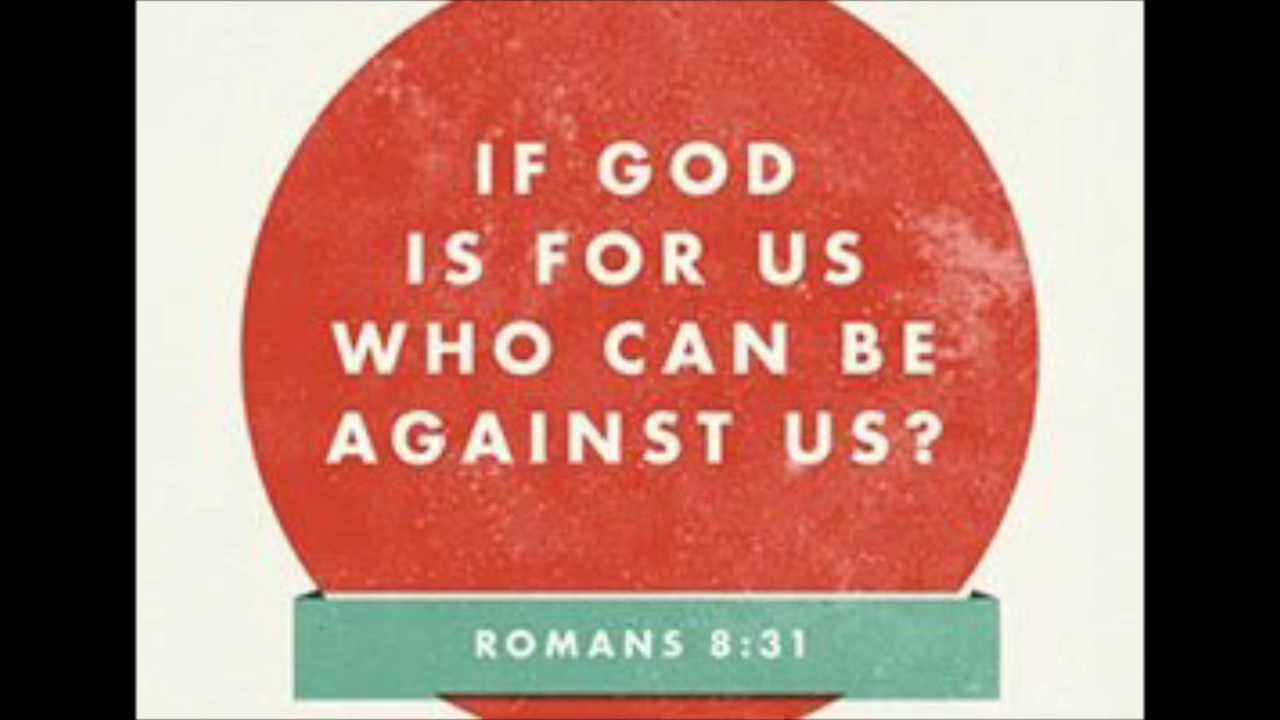 IF GOD
IS FOR US
WHO CAN BE
AGAINST US?
ROMANS 8:31